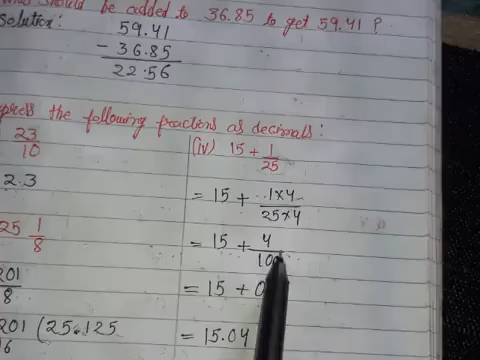 should be added to 36.85 to get 59.41 ?
Solution:
59.41
- 36.85
22.56
the following fractions as decimals:
23
10
2.3
25 1
8
201
8
201 (25.125
16
(iv) 15 + 1
25
= 15 + 1×4
25×4
= 15 + 4
10
= 15 + 0
= 15.04